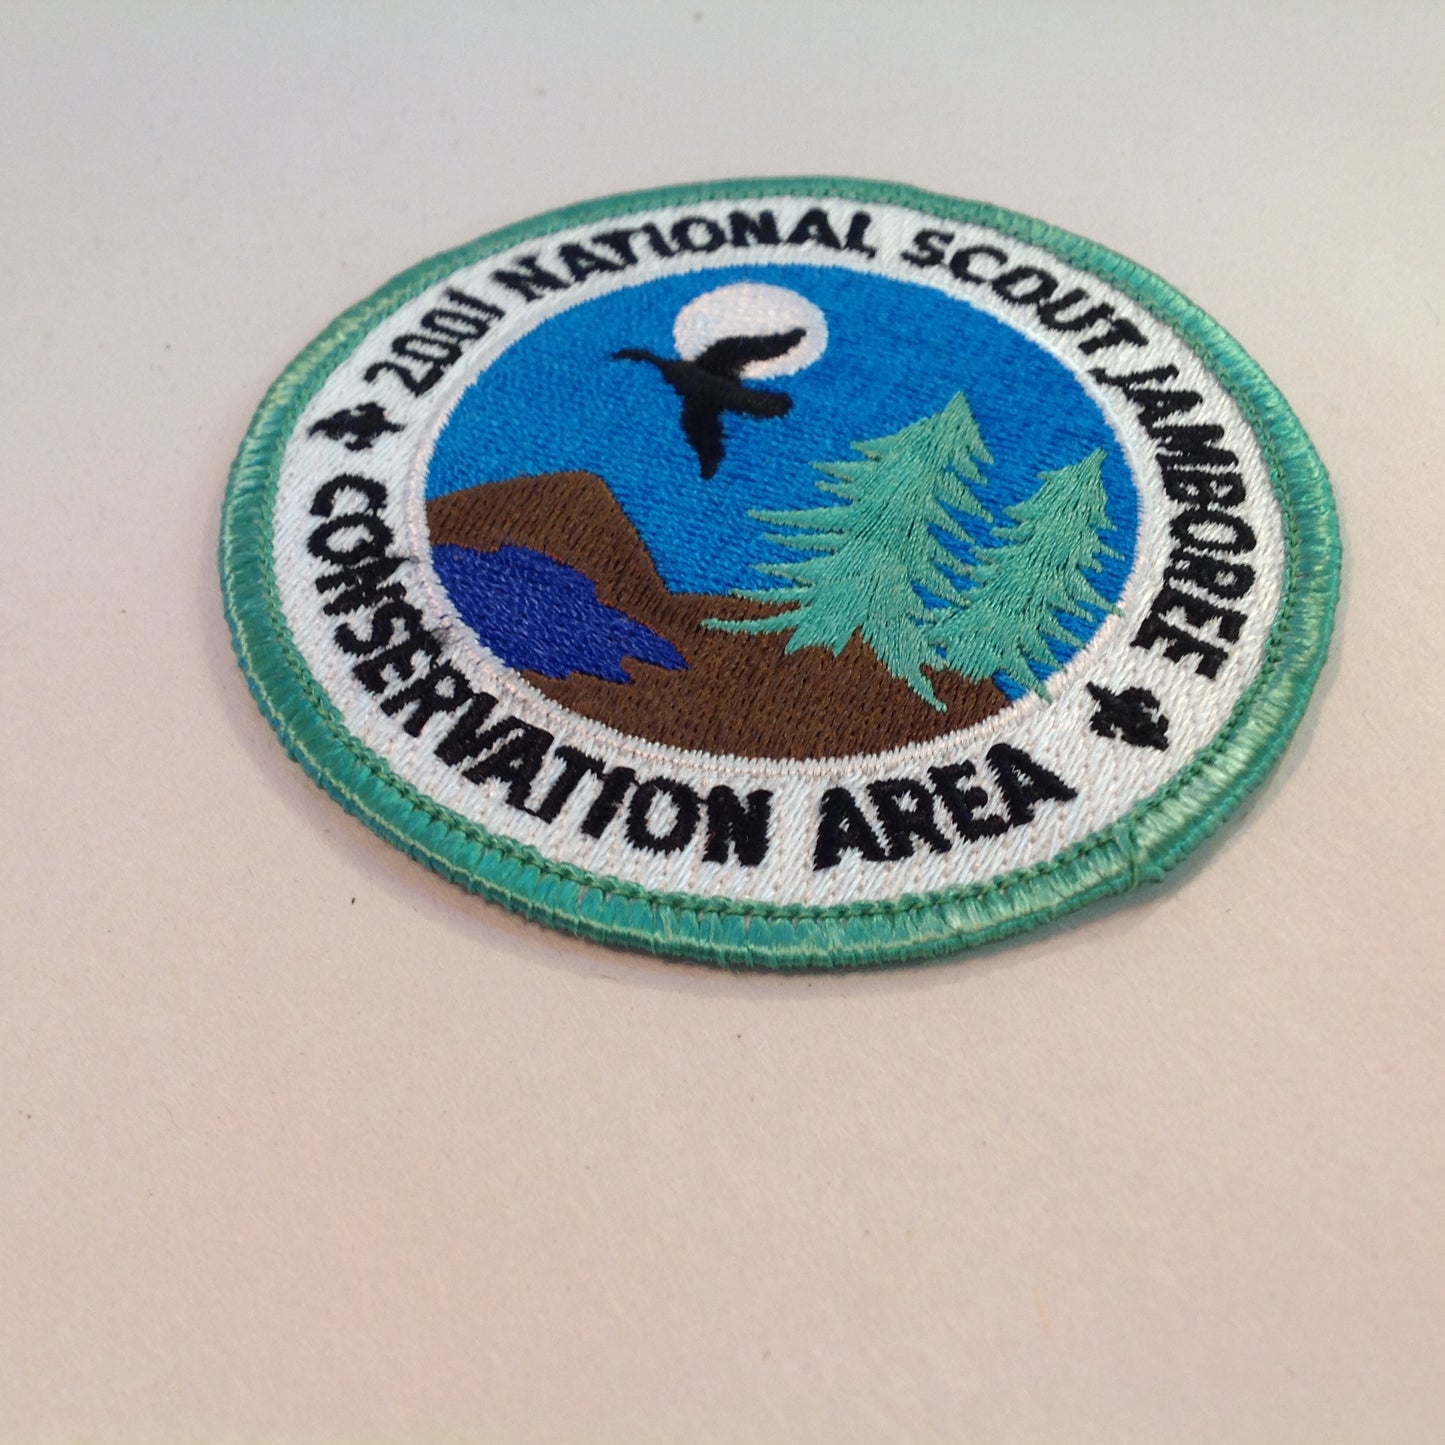 2001 NATIONAL SCOUT JAMBOREE
CONSERVATION AREA